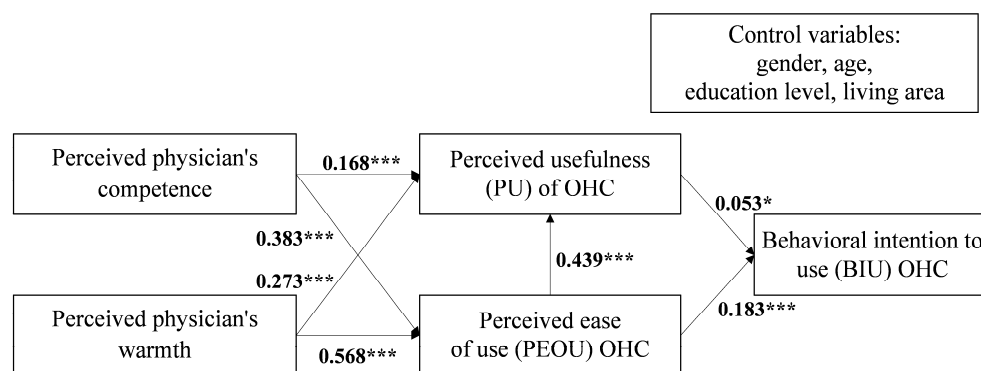 Control variables:
gender, age,
education level, living area
Perceived physician's
competence
0.168***
Perceived usefulness
(PU) of OHC
0.053*
0.383***
0.273***
0.439***
Behavioral intention to
use (BIU) OHC
0.183***
Perceived physician's
warmth
0.568***
Perceived ease
of use (PEOU) OHC